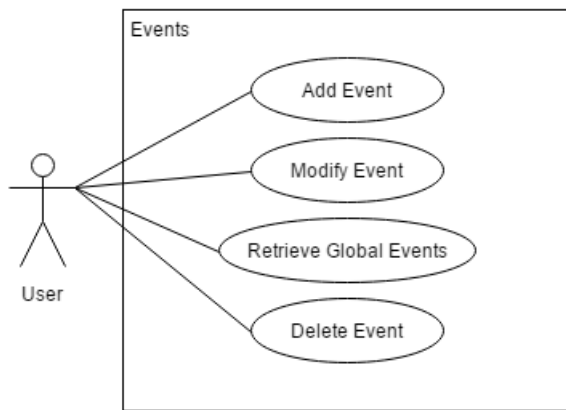 Events
Add Event
Modify Event
Retrieve Global Events
User
Delete Event